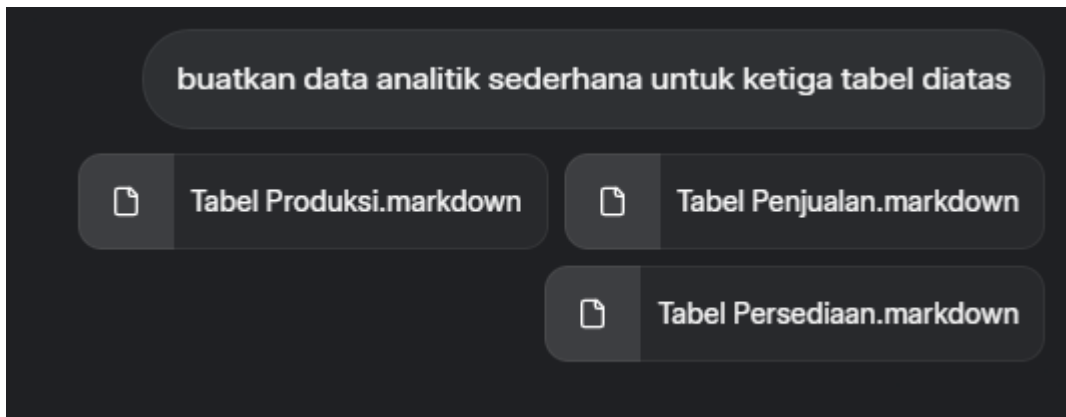 buatkan data analitik sederhana untuk ketiga tabel diatas
Tabel Produksi.markdown
Tabel Penjualan.markdown
Tabel Persediaan.markdown